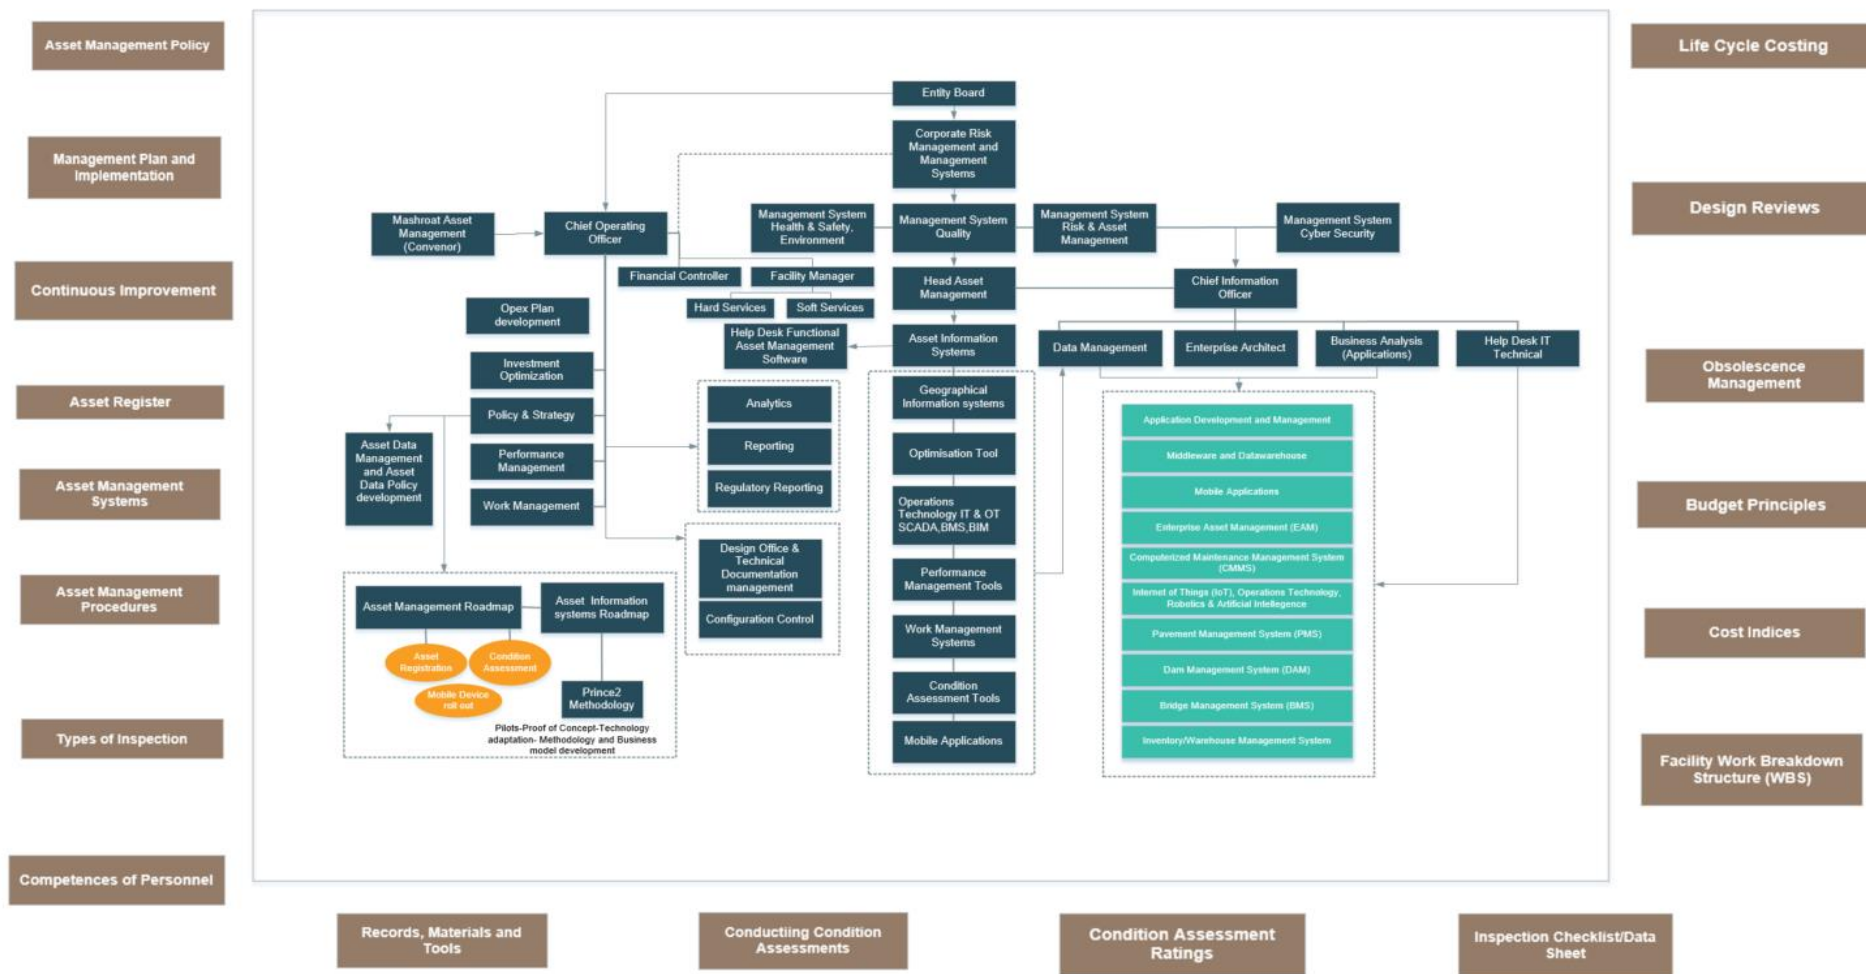 Asset Management Policy
Management Plan and
Implementation
Continuous Improvement
Asset Register
Asset Management
Systems
Asset Management
Procedures
Types of Inspection
Competences of Personnel
Entity Board
Corporate Risk
Management and
Management
Systems
Mashroat Asset
Management
(Convenor)
Chief Operating
Officer
Management System
Health & Safety,
Environment
Management System
Quality
Management System
Risk & Asset
Management
Management System
Cyber Security
Financial Controller
Facility Manager
Head Asset
Management
Chief Information
Officer
Hard Services
Soft Services
Opex Plan
development
Help Desk Functional
Asset Management
Software
Asset Information
Systems
Data Management
Enterprise Architect
Business Analysis
(Applications)
Help Desk IT
Technical
Investment
Optimization
Policy & Strategy
Performance
Management
Work Management
Asset Data
Management
and Asset
Data Policy
development
Analytics
Reporting
Regulatory Reporting
Design Office &
Technical
Documentation
management
Configuration Control
Asset Management Roadmap
Asset Information
systems Roadmap
Asset
Registration
Condition
Assessment
Mobile Device
roll out
Prince2
Methodology
Pilots-Proof of Concept-Technology
adaptation- Methodology and Business
model development
Geographical
Information systems
Optimisation Tool
Operations
Technology IT & OT
SCADA,BMS,BIM
Performance
Management Tools
Work Management
Systems
Condition
Assessment Tools
Mobile Applications
Application Development and Management
Middleware and Datawarehouse
Mobile Applications
Enterprise Asset Management (EAM)
Computerized Maintenance Management System
(CMMS)
Internet of Things (IoT), Operations Technology,
Robotics & Artificial Intellegence
Pavement Management System (PMS)
Dam Management System (DAM)
Bridge Management System (BMS)
Inventory/Warehouse Management System
Life Cycle Costing
Design Reviews
Obsolescence
Management
Budget Principles
Cost Indices
Facility Work Breakdown
Structure (WBS)
Records, Materials and
Tools
Conductiing Condition
Assessments
Condition Assessment
Ratings
Inspection Checklist/Data
Sheet